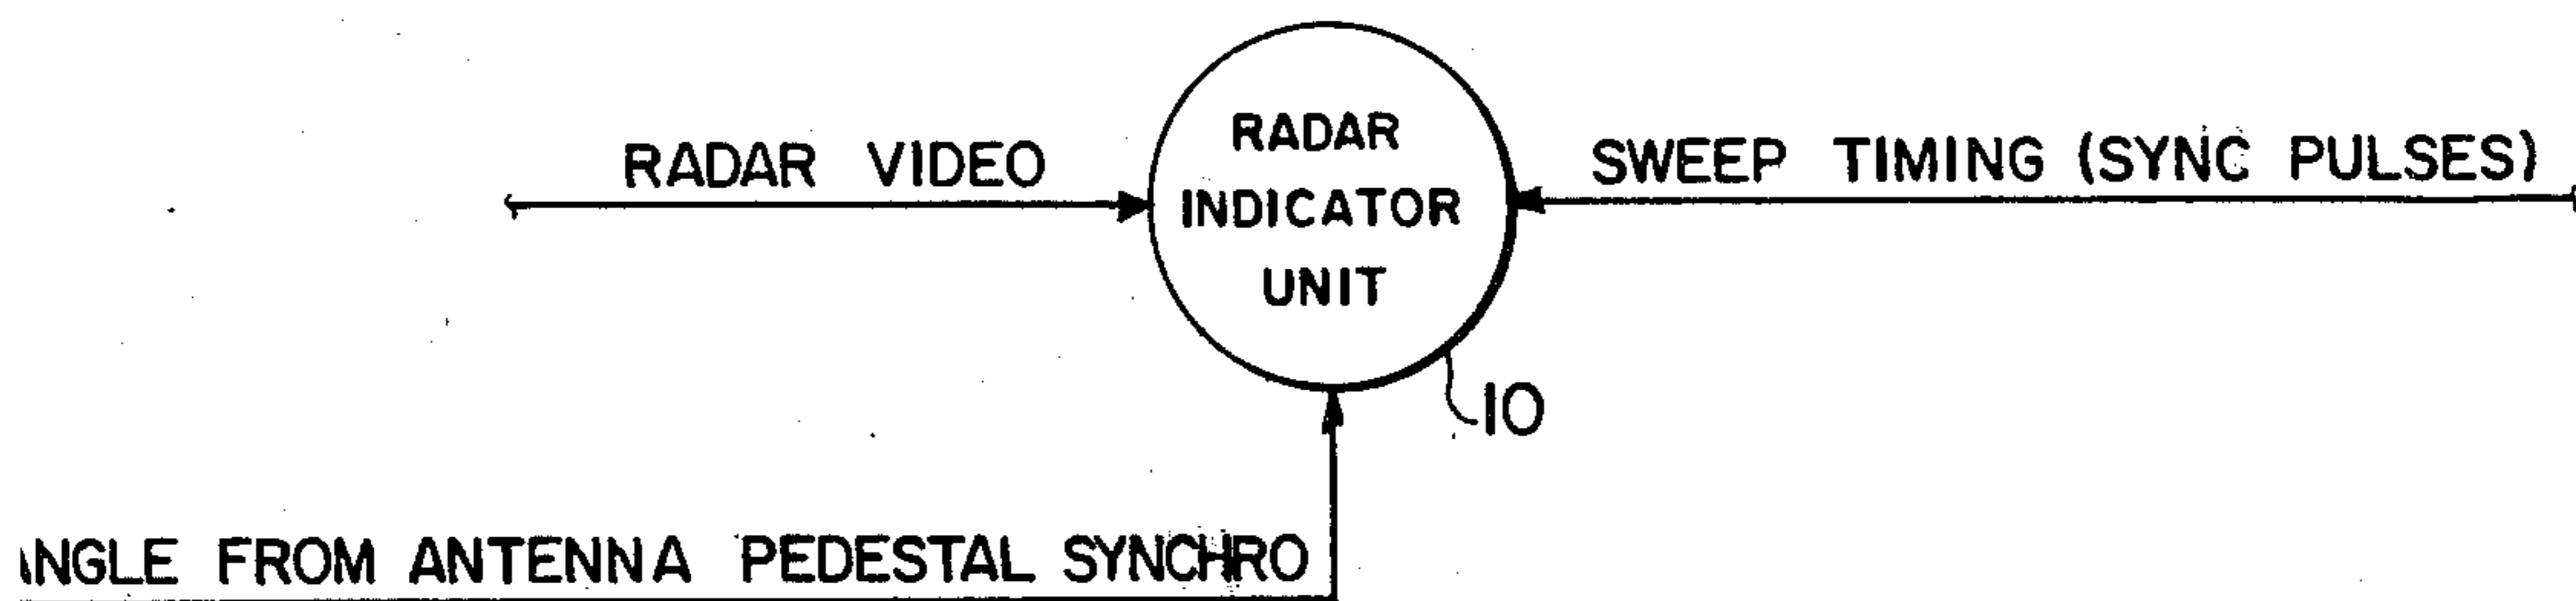 RADAR VIDEO
RADAR
INDICATOR
UNIT
SWEEP TIMING (SYNC PULSES)
10
NGLE FROM ANTENNA PEDESTAL SYNCHRO